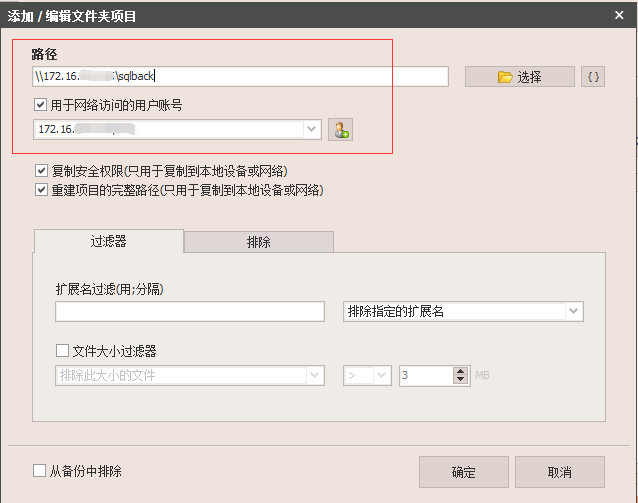 添加 / 编辑文件夹项目
路径
\\172.16. \sqlback
选择
{ }
用于网络访问的用户账号
172.16.
复制安全权限(只用于复制到本地设备或网络)
重建项目的完整路径(只用于复制到本地设备或网络)
过滤器
排除
扩展名过滤(用;分隔)
排除指定的扩展名
文件大小过滤器
排除此大小的文件
>
3
MB
从备份中排除
确定
取消